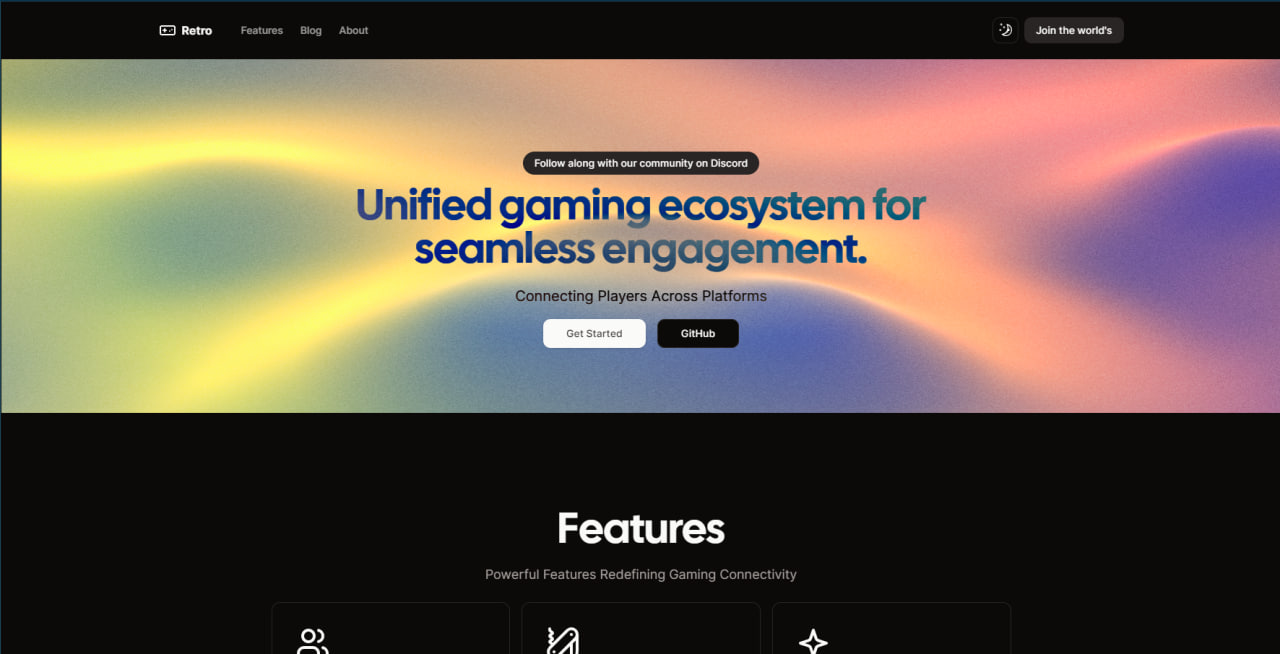 Retro
Features
Blog
About
Join the world's
Follow along with our community on Discord
Unified gaming ecosystem for
seamless engagement.
Connecting Players Across Platforms
Get Started
GitHub
Features
Powerful Features Redefining Gaming Connectivity